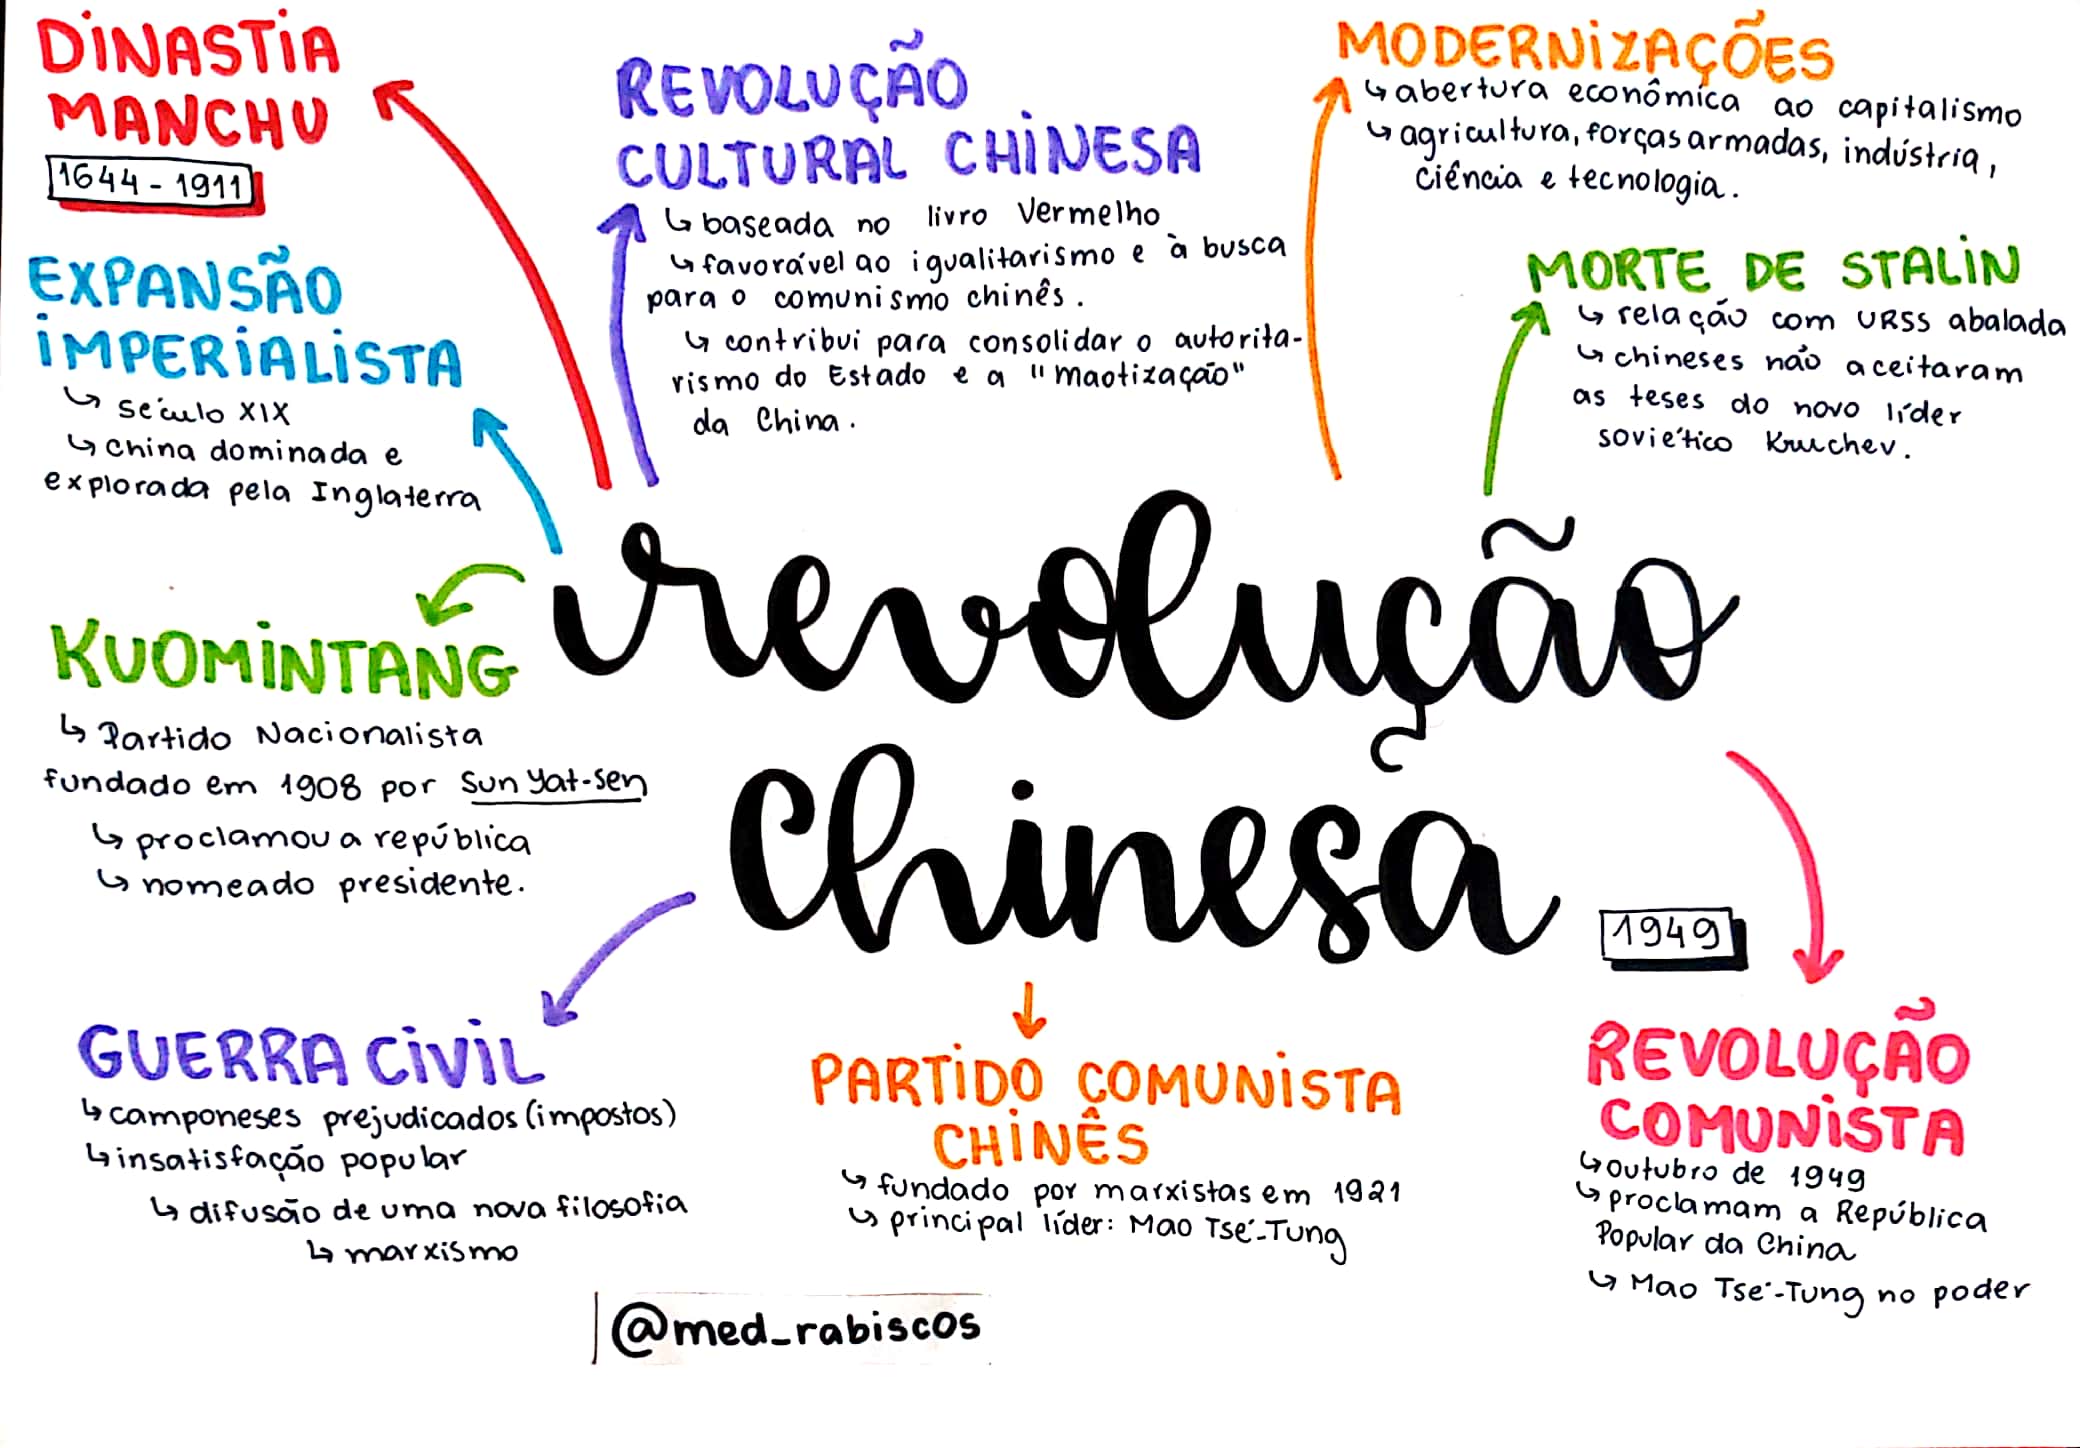 DINASTIA
MANCHU
1644 - 1911
EXPANSÃO
IMPERIALISTA
↳ século XIX
↳ China dominada e
explorada pela Inglaterra
KUOMINTANG
↳ Partido Nacionalista
fundado em 1908 por Sun Yat-sen
↳ proclamou a república
↳ nomeado presidente.
GUERRA CIVIL
↳ camponeses prejudicados (impostos)
↳ insatisfação popular
↳ difusão de uma nova filosofia
↳ marxismo
REVOLUÇÃO
CULTURAL CHINESA
↳ baseada no livro Vermelho
↳ favorável ao igualitarismo e à busca
para o comunismo chinês.
↳ contribui para consolidar o autorita-
rismo do Estado e a "maotização"
da China.
MODERNIZAÇÕES
↳ abertura econômica ao capitalismo
↳ agricultura, forças armadas, indústria,
ciência e tecnologia.
MORTE DE STALIN
↳ relação com URSS abalada
↳ chineses não aceitaram
as teses do novo líder
soviético Kruchev.
revolução
chinesa
1949
PARTIDO COMUNISTA
CHINÊS
↳ fundado por marxistas em 1921
↳ principal líder: Mao Tsé-Tung
REVOLUÇÃO
COMUNISTA
↳ outubro de 1949
↳ proclamam a República
Popular da China
↳ Mao Tsé-Tung no poder
@med_rabiscos